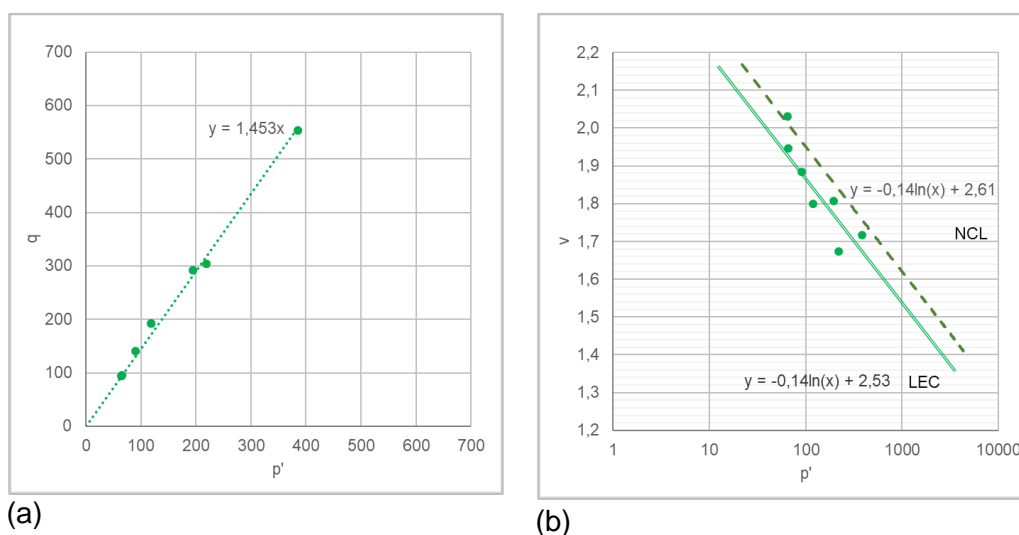 700
600
500
400
300
200
100
0
q
y = 1,453x
0 100 200 300 400 500 600 700
p'
(a)
2,2
2,1
2,0
1,9
1,8
1,7
1,6
1,5
1,4
1,3
1,2
v
y = -0,14ln(x) + 2,61
NCL
y = -0,14ln(x) + 2,53 LEC
1 10 100 1000 10000
p'
(b)